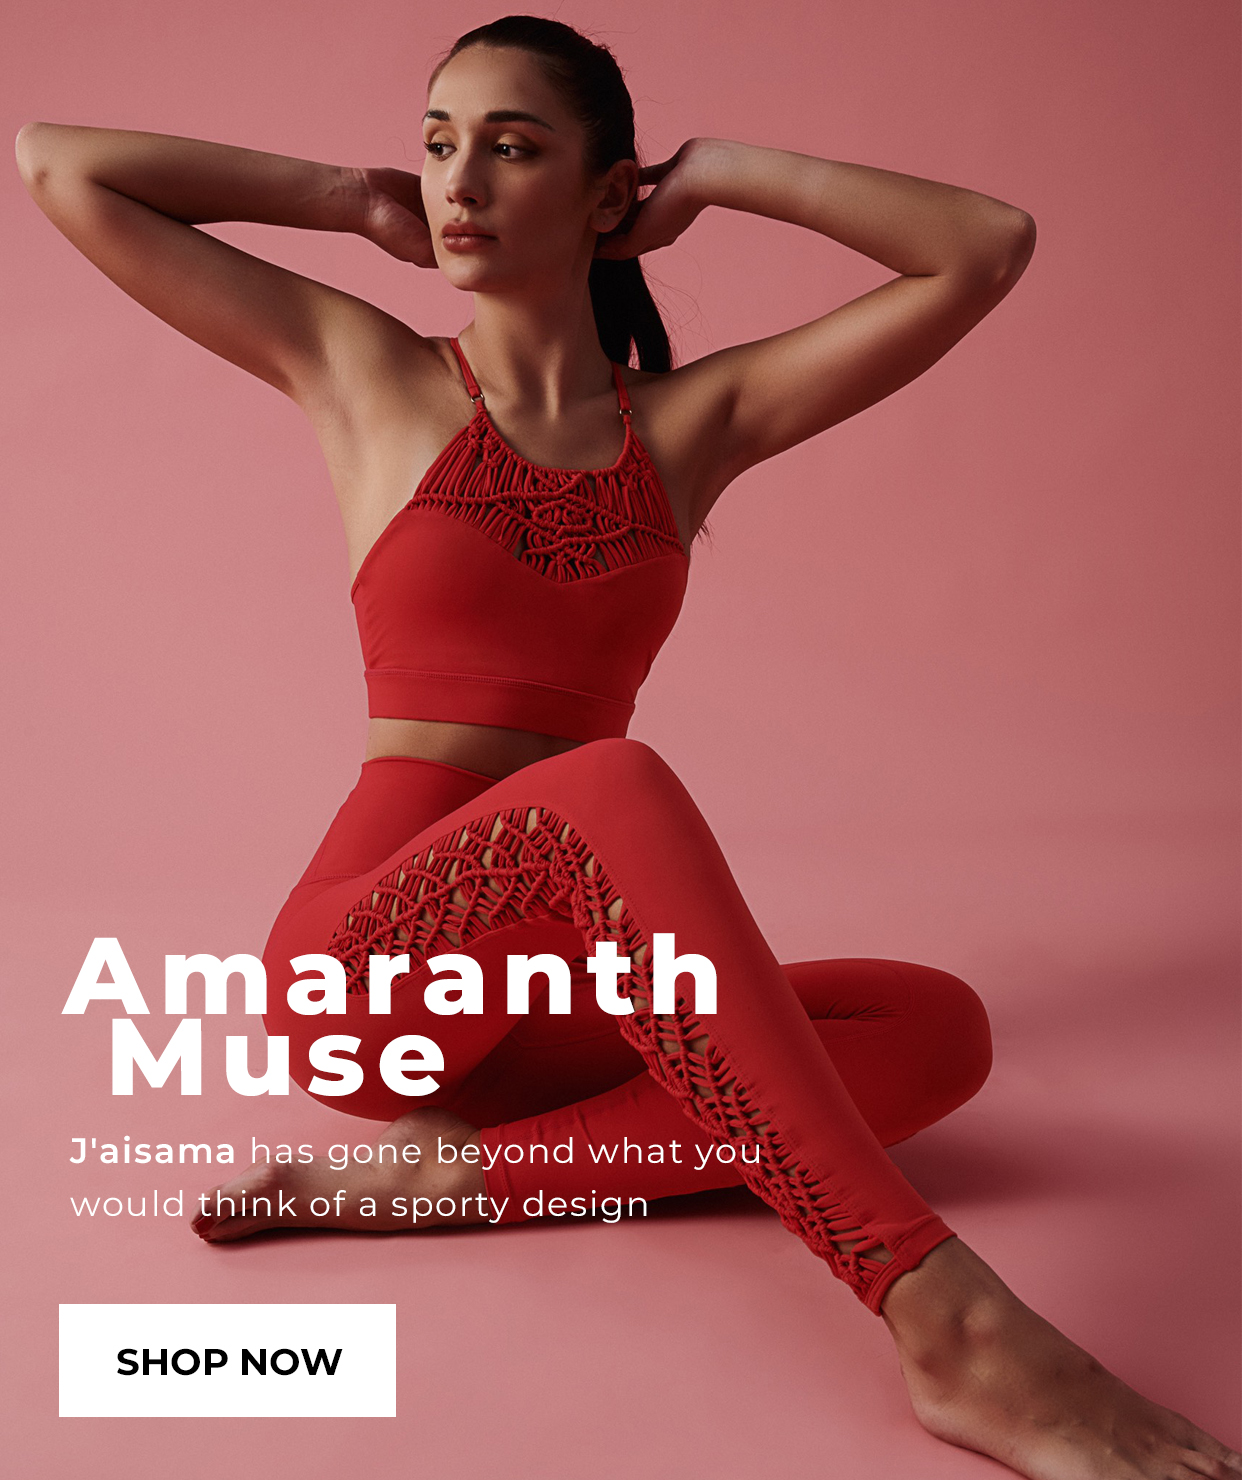 Amaranth
Muse
J'aisama has gone beyond what you
would think of a sporty design
SHOP NOW